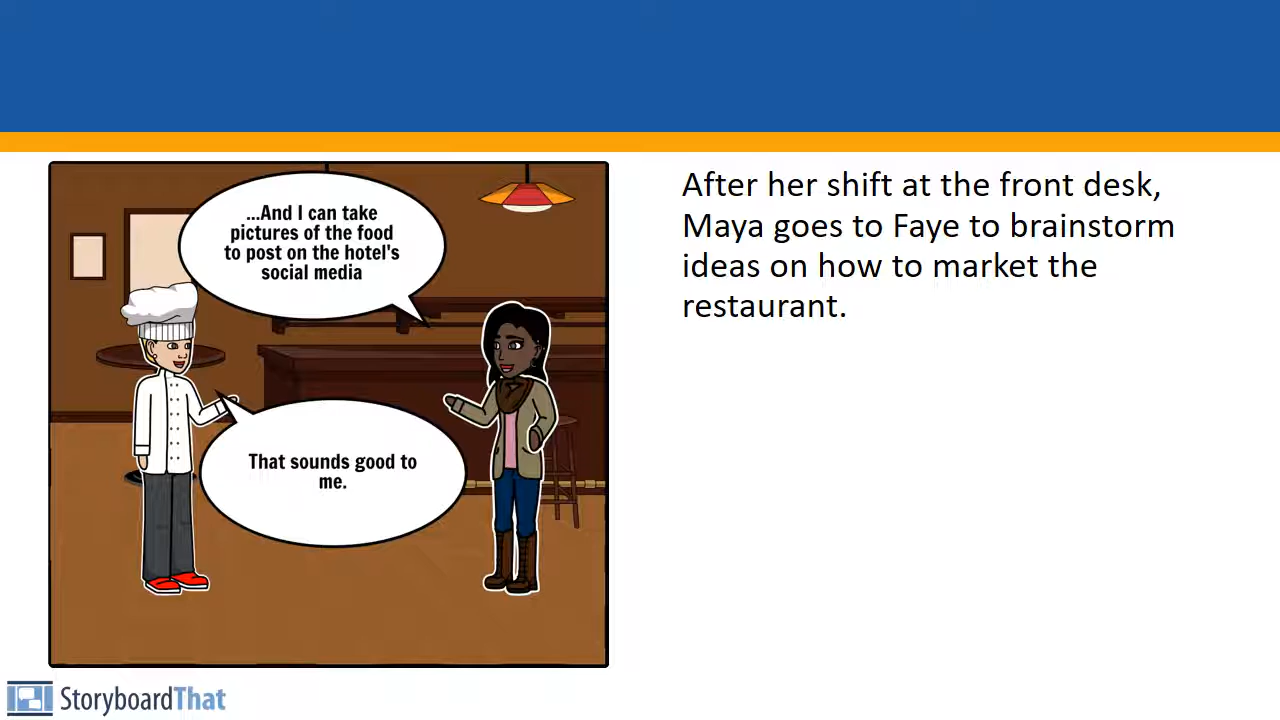 ...And I can take
pictures of the food
to post on the hotel's
social media
That sounds good to
me.
After her shift at the front desk,
Maya goes to Faye to brainstorm
ideas on how to market the
restaurant.
StoryboardThat